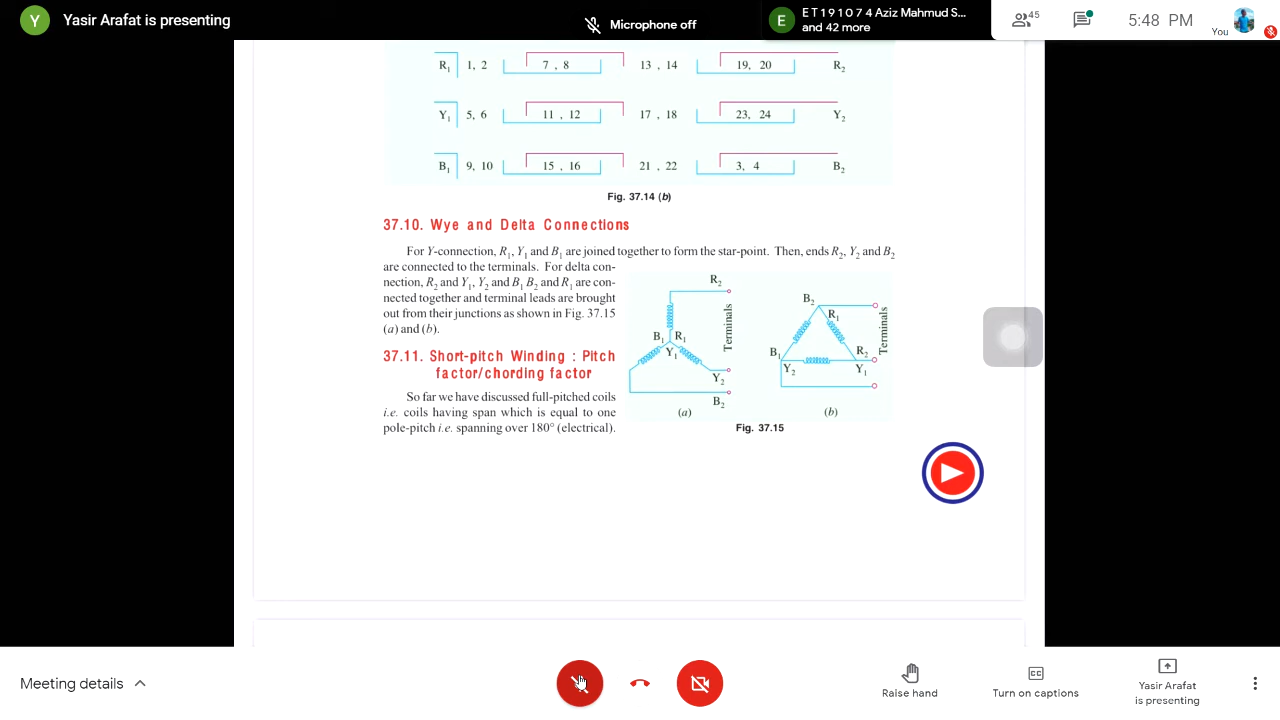 Y Yasir Arafat is presenting
Microphone off
E E T 1 9 1 0 7 4 Aziz Mahmud S...
and 42 more
45
5:48 PM
You
R1 1, 2 7 , 8 13 , 14 19, 20 R2
Y1 5, 6 11 , 12 17 , 18 23, 24 Y2
B1 9, 10 15 , 16 21 , 22 3, 4 B2
Fig. 37.14 (b)
37.10. Wye and Delta Connections
For Y-connection, R1, Y1 and B1 are joined together to form the star-point. Then, ends R2, Y2 and B2
are connected to the terminals. For delta con-
nection, R2 and Y1, Y2 and B1 B2 and R1 are con-
nected together and terminal leads are brought
out from their junctions as shown in Fig. 37.15
(a) and (b).
37.11. Short-pitch Winding : Pitch
factor/chording factor
So far we have discussed full-pitched coils
i.e. coils having span which is equal to one
pole-pitch i.e. spanning over 180° (electrical).
R2
B1 R1
Y1
Terminals
Y2
B2
(a)
B2
R1
Terminals
B1 R2
Y2 Y1
(b)
Fig. 37.15
Meeting details
Raise hand
CC
Turn on captions
Yasir Arafat
is presenting